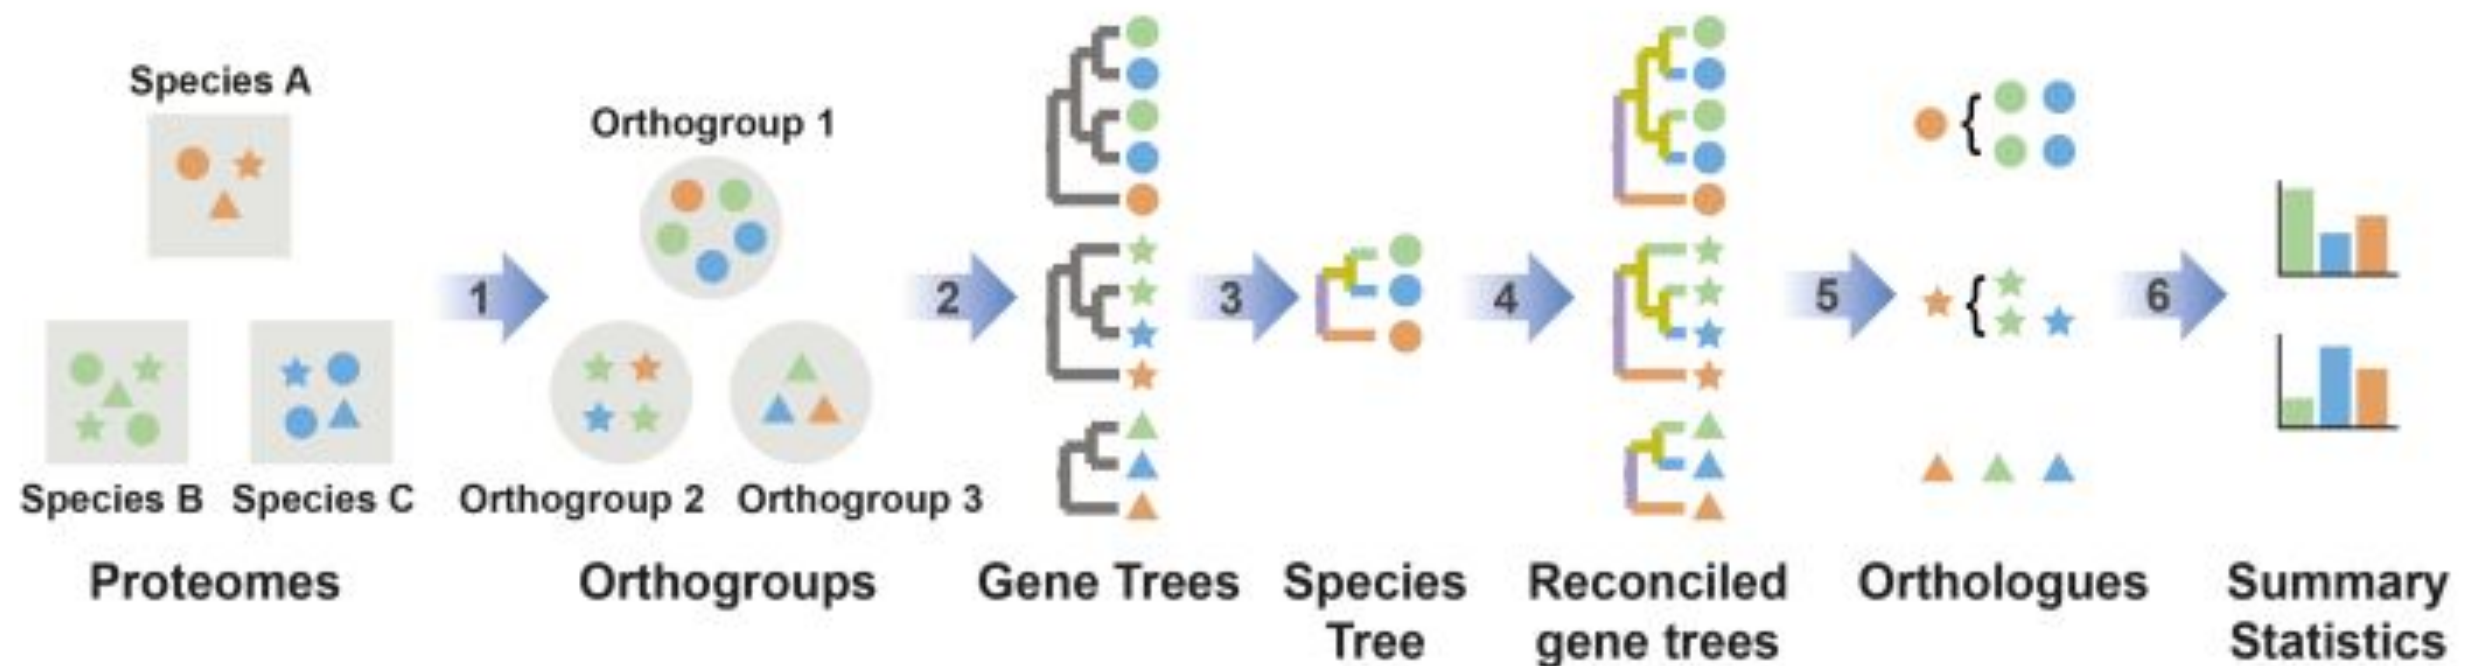 Species A
Species B
Species C
Proteomes
1
Orthogroup 1
Orthogroup 2
Orthogroup 3
Orthogroups
2
Gene Trees
3
Species
Tree
4
Reconciled
gene trees
5
{
{
Orthologues
6
Summary
Statistics